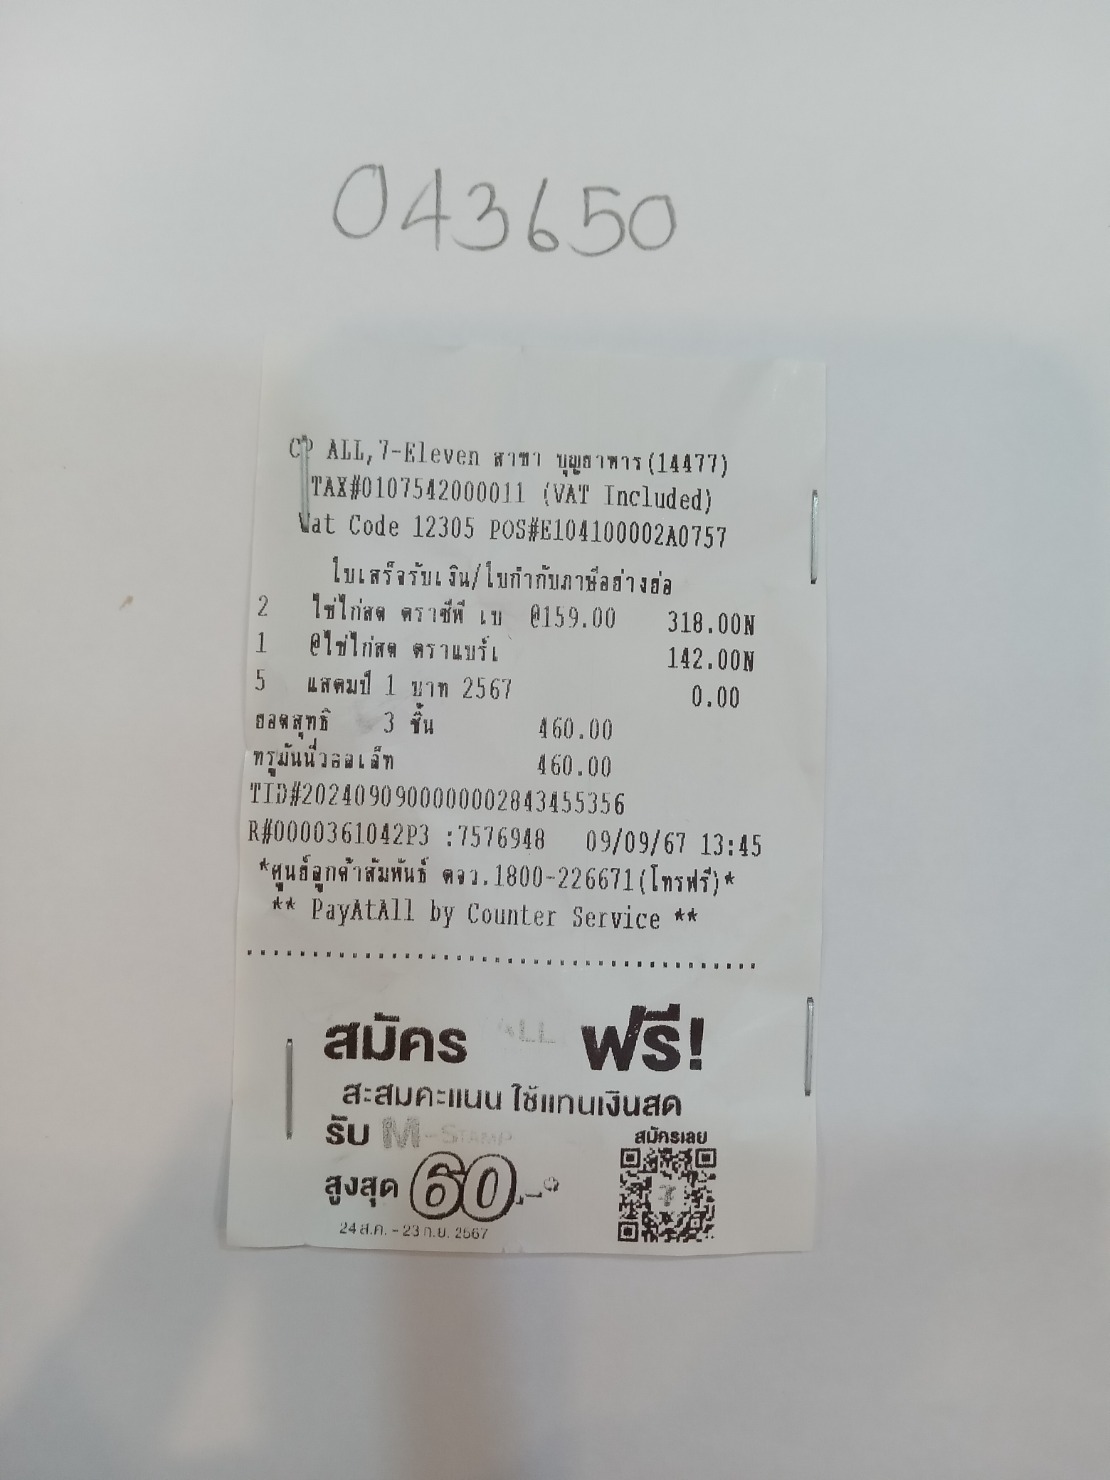 043650
CP ALL,7-Eleven สาขา บุญธาหาร(14477)
TAX#0107542000011 (VAT Included)
Vat Code 12305 POS#E104100002A0757
ใบเสร็จรับเงิน/ใบกำกับภาษีอย่างย่อ
2 ไข่ไก่สด ตราซีพี เบ @159.00 318.00N
1 @ไข่ไก่สด ตราแบร์เ 142.00N
5 แสตมป์ 1 บาท 2567 0.00
ยอดสุทธิ 3 ชิ้น 460.00
ทรูมันนี่วอลเล็ท 460.00
TID#2024090900000002843455356
R#0000361042P3 :7576948 09/09/67 13:45
*ศูนย์ลูกค้าสัมพันธ์ ตจว.1800-226671(โทรฟรี)*
** PayAtAll by Counter Service **
สมัคร ALL ฟรี!
สะสมคะแนน ใช้แทนเงินสด
รับ M-STAMP
สมัครเลย
สูงสุด 60.-
24 ส.ค. - 23 ก.ย. 2567